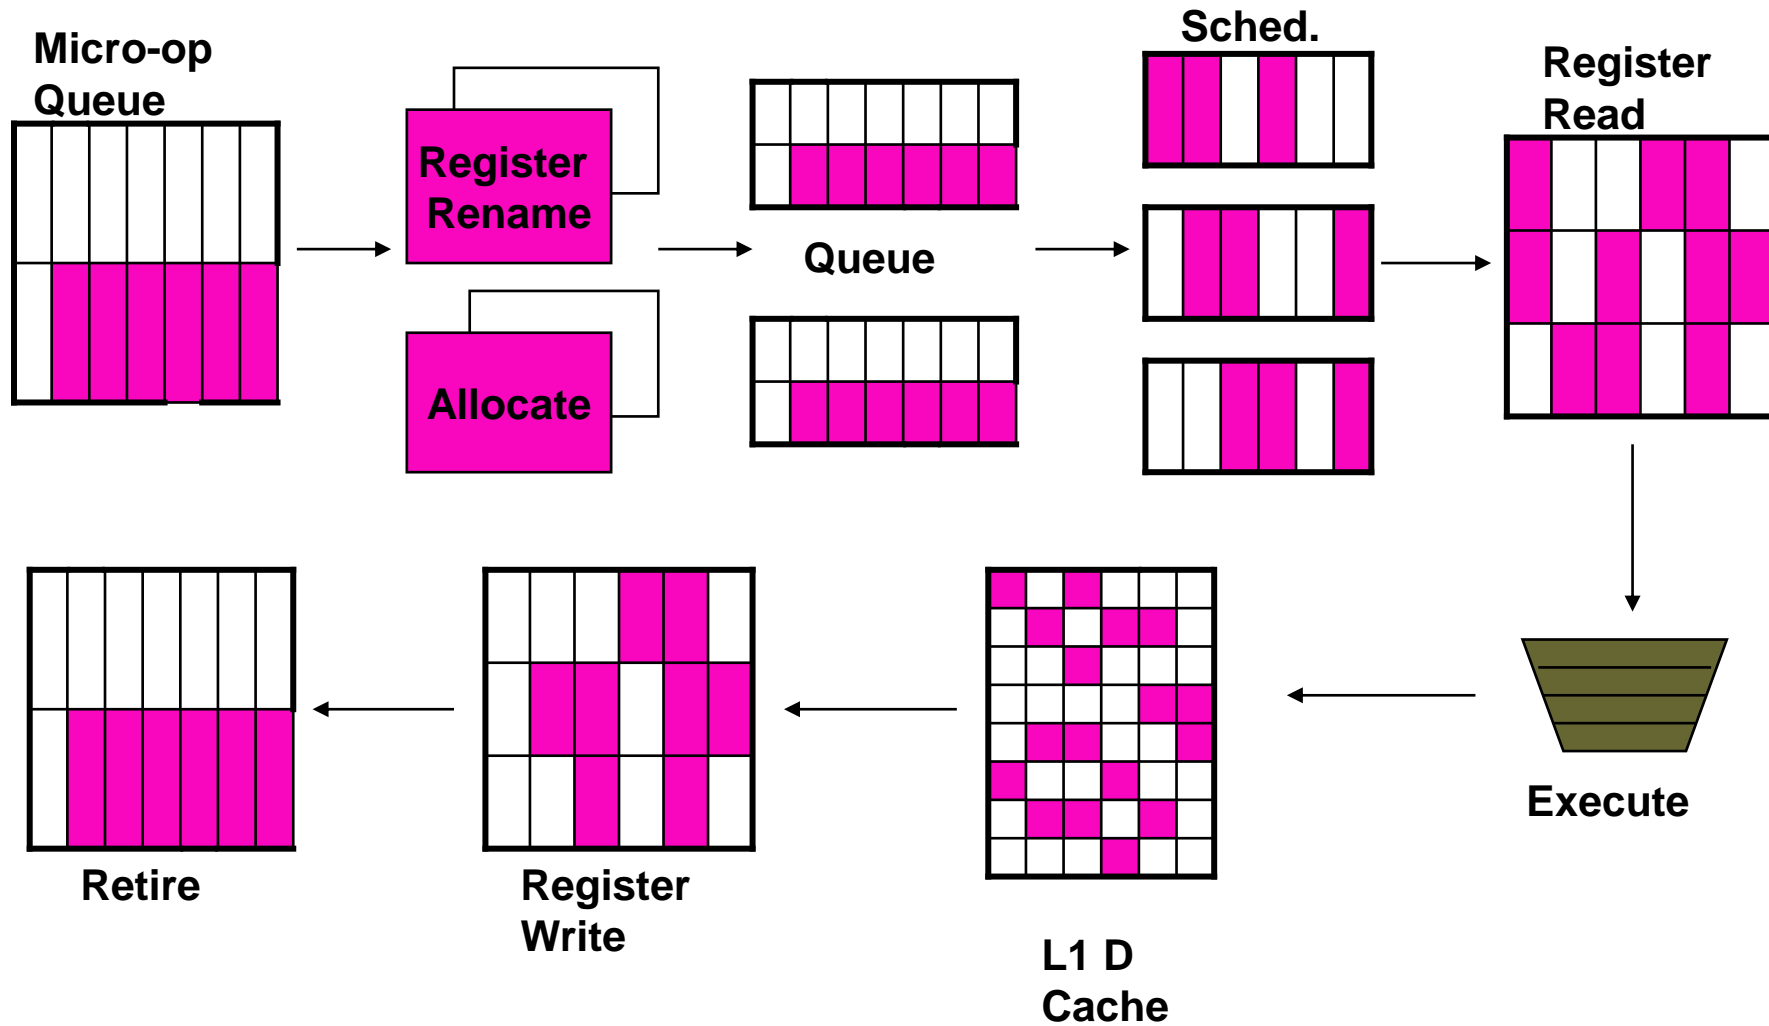 Micro-op
Queue
Register
Rename
Allocate
Queue
Sched.
Register
Read
Execute
L1 D
Cache
Register
Write
Retire